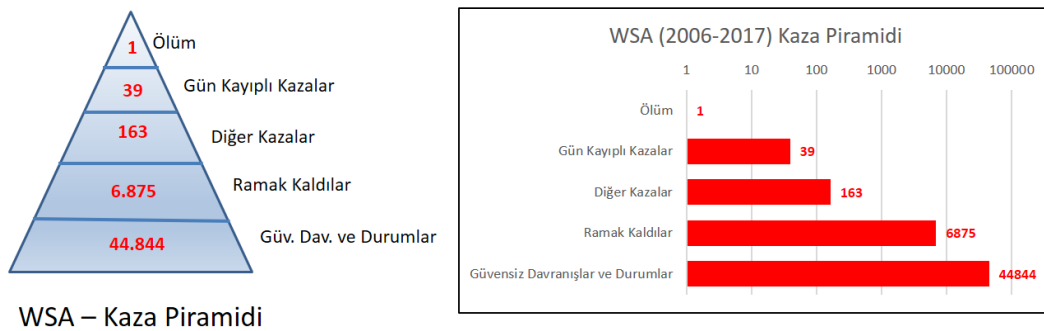 1
Ölüm
39
Gün Kayıplı Kazalar
163
Diğer Kazalar
6.875
Ramak Kaldılar
44.844
Güv. Dav. ve Durumlar
WSA – Kaza Piramidi
WSA (2006-2017) Kaza Piramidi
1 10 100 1000 10000 100000
Ölüm 1
Gün Kayıplı Kazalar 39
Diğer Kazalar 163
Ramak Kaldılar 6875
Güvensiz Davranışlar ve Durumlar 44844